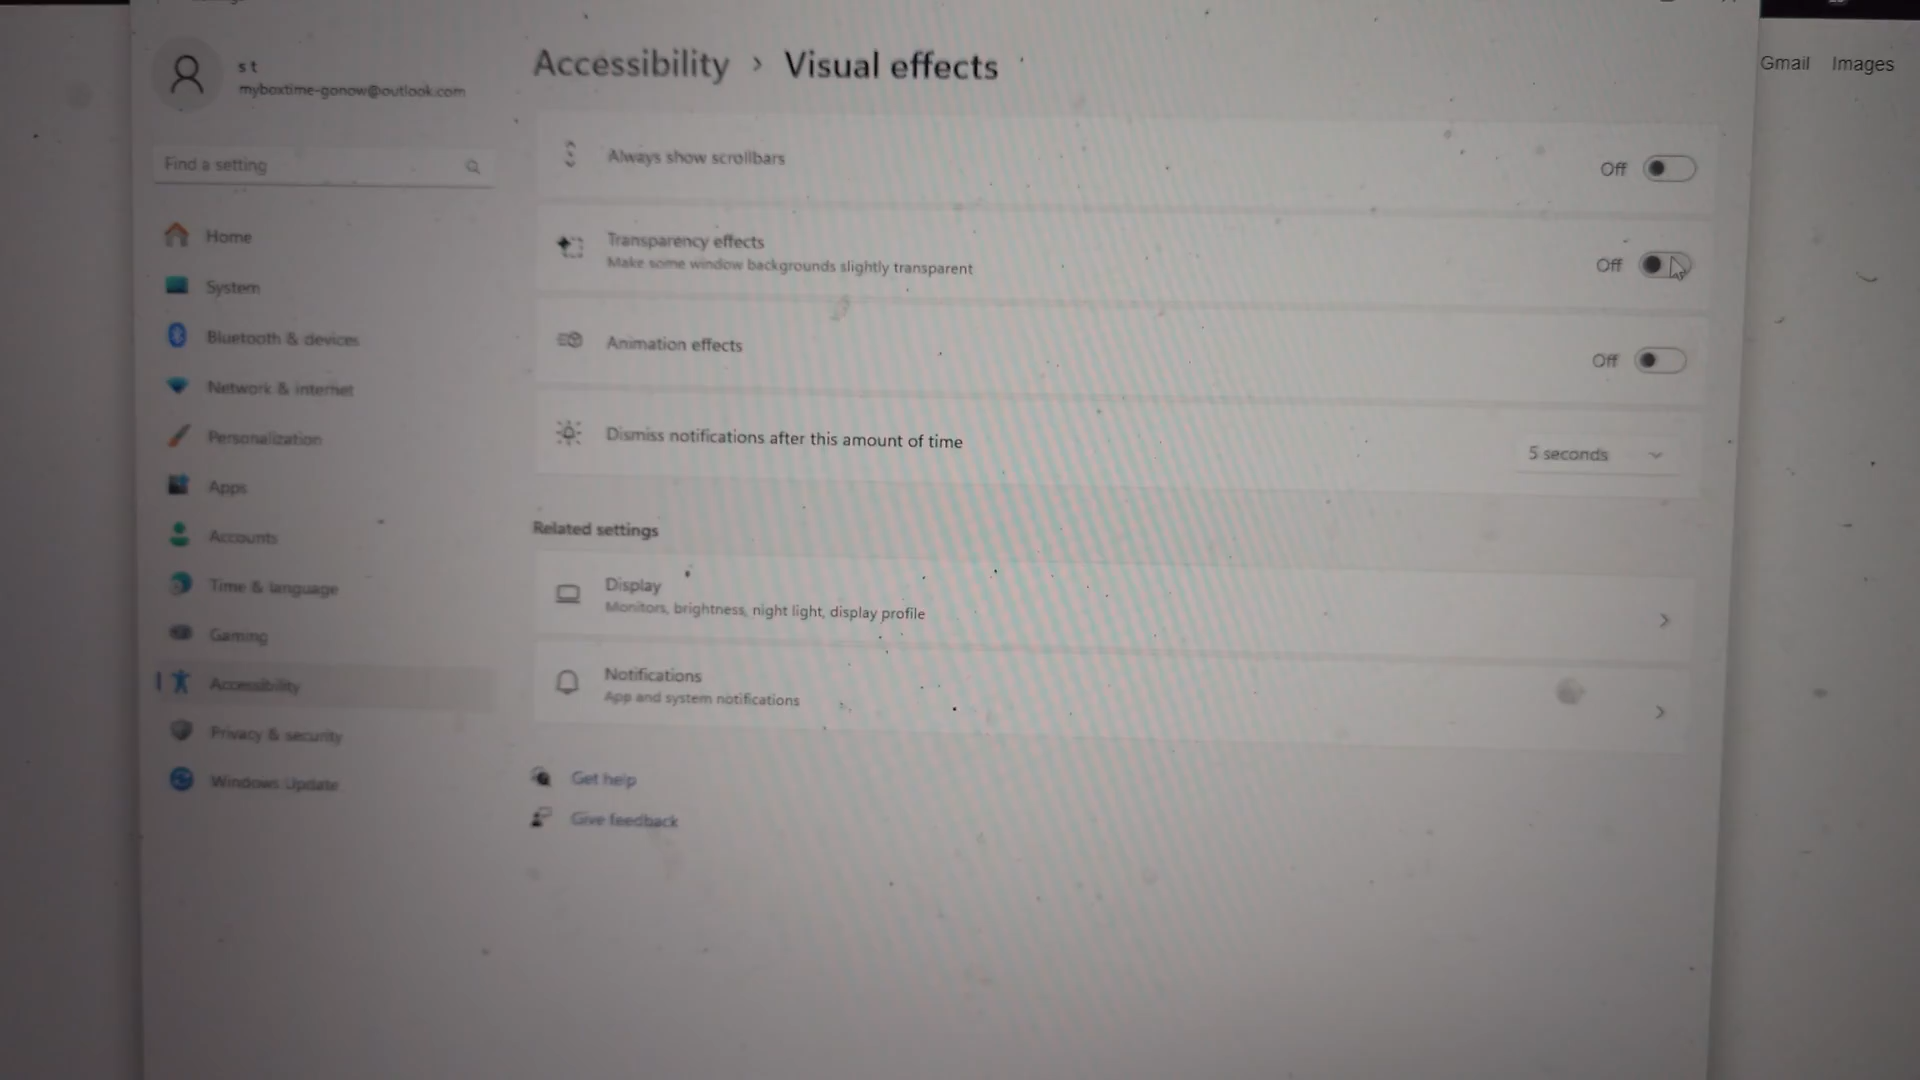 s t
myboxtime-gonow@outlook.com
Find a setting
Home
System
Bluetooth & devices
Network & internet
Personalization
Apps
Accounts
Time & language
Gaming
Accessibility
Privacy & security
Windows Update
Accessibility > Visual effects
Always show scrollbars
Off
Transparency effects
Make some window backgrounds slightly transparent
Off
Animation effects
Off
Dismiss notifications after this amount of time
5 seconds
Related settings
Display
Monitors, brightness, night light, display profile
Notifications
App and system notifications
Get help
Give feedback
Gmail Images